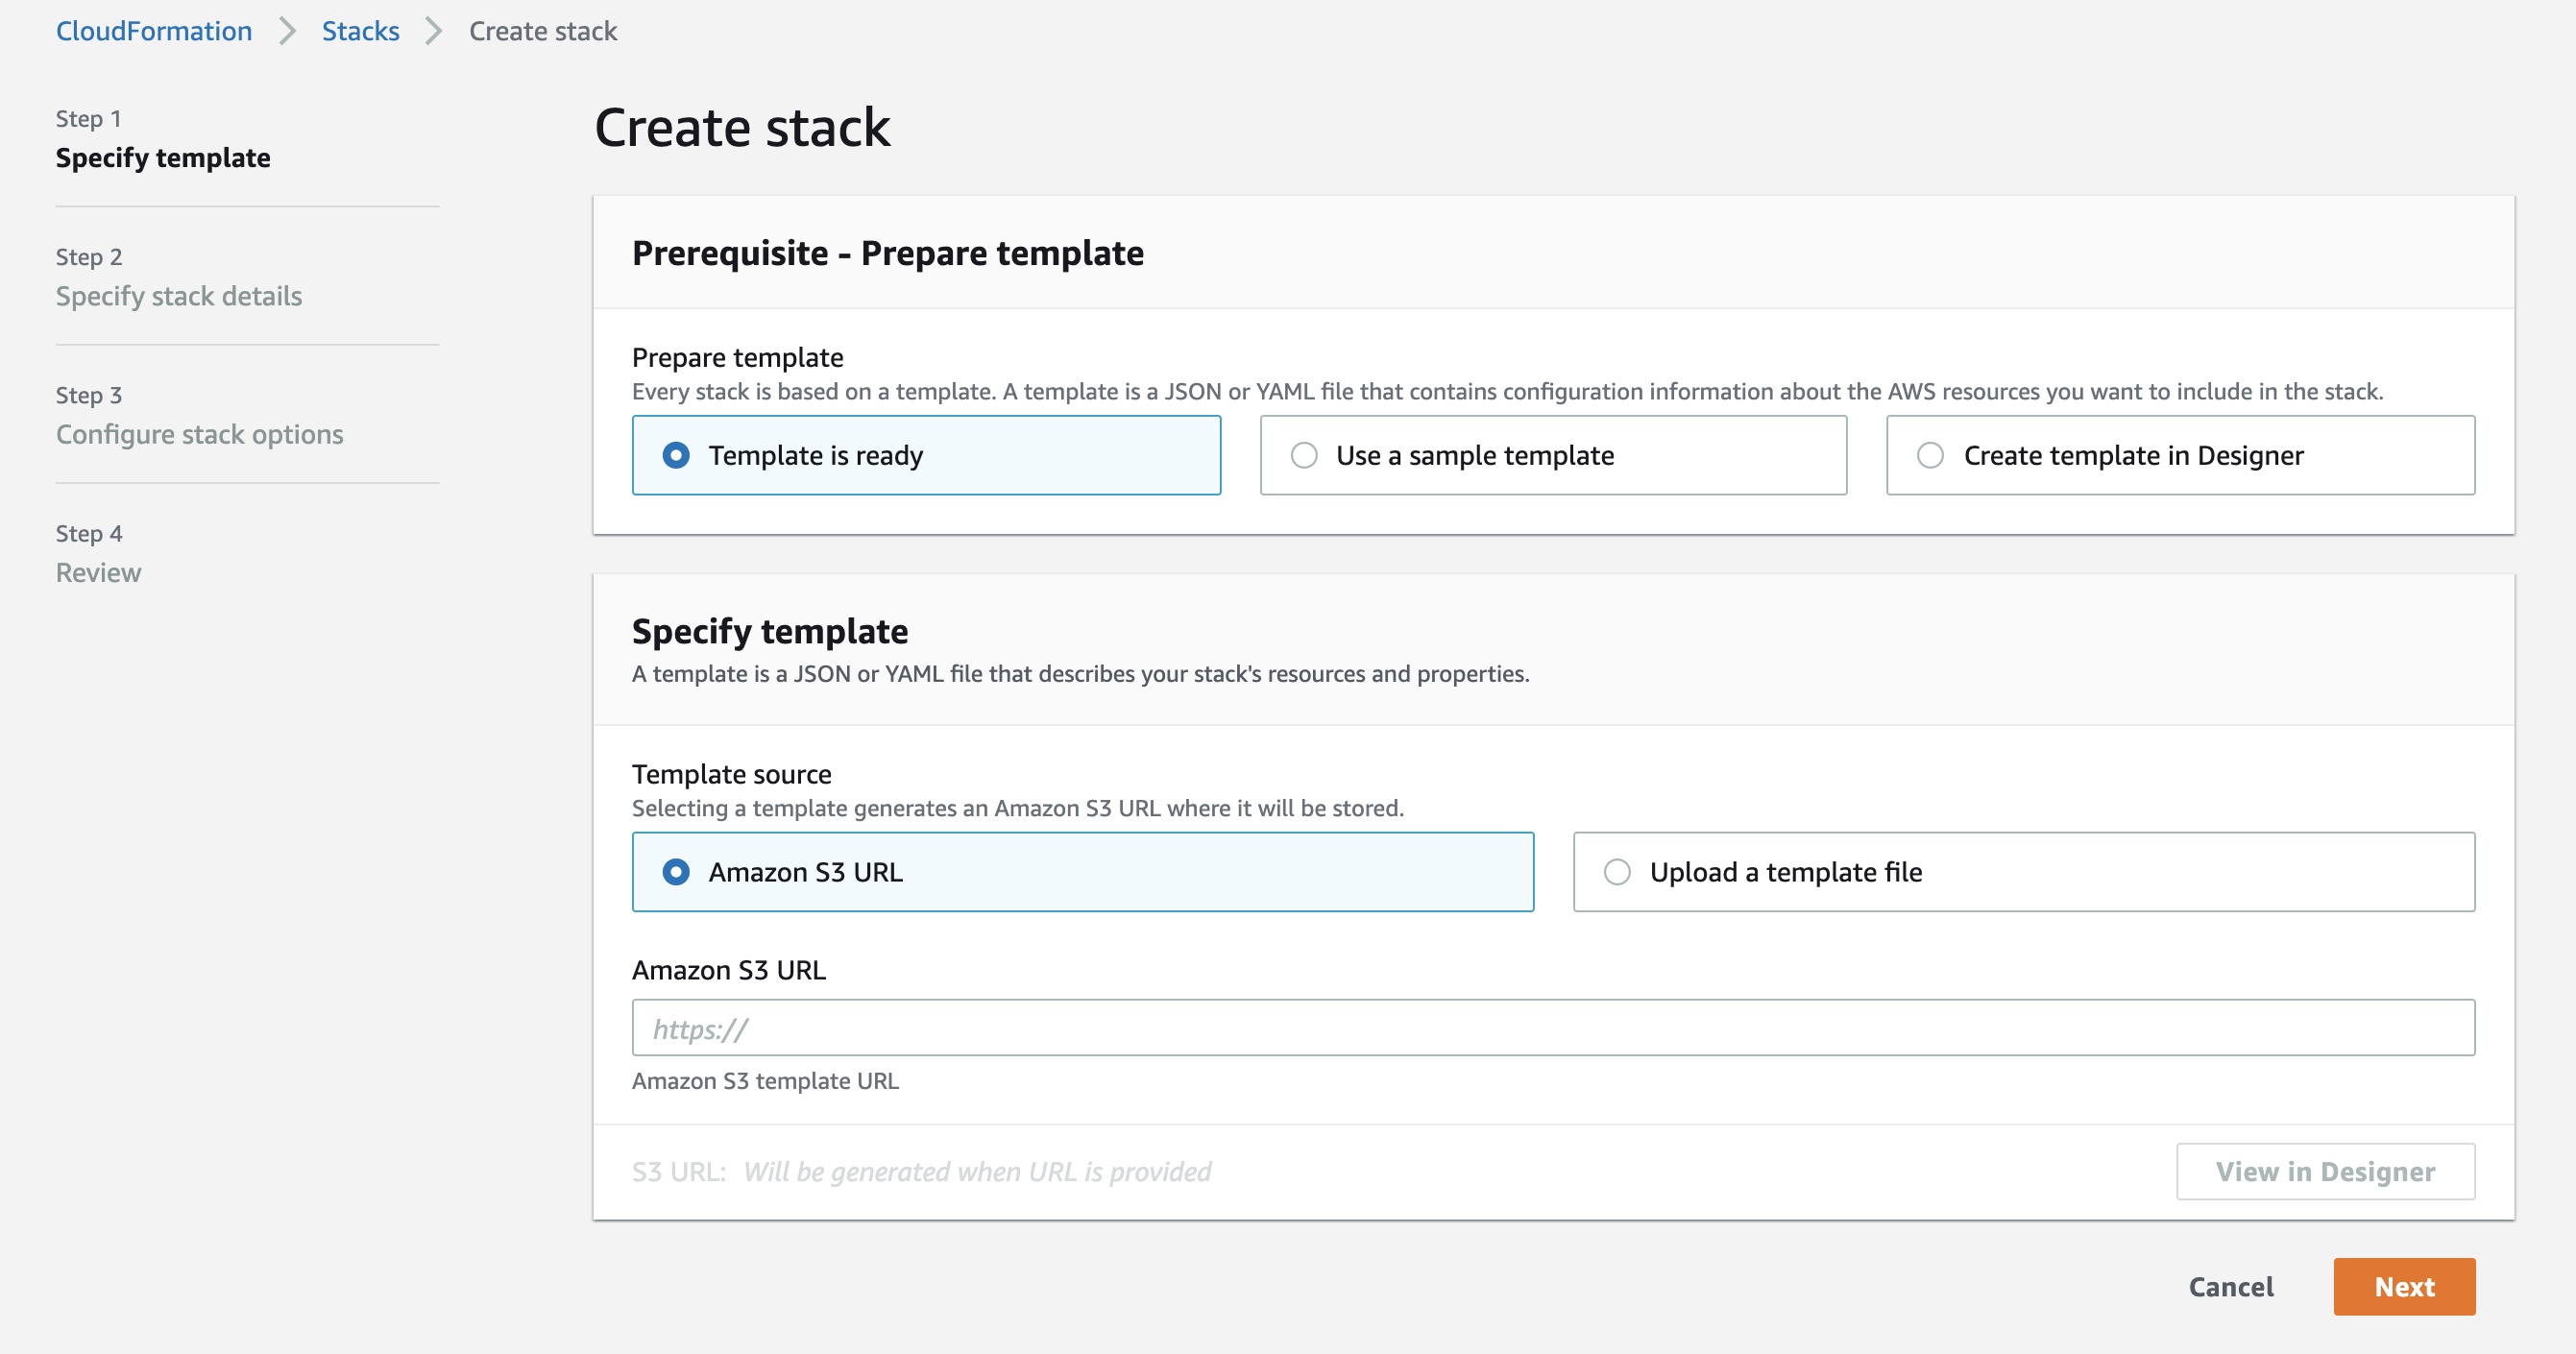 CloudFormation > Stacks > Create stack
Step 1
Specify template
Step 2
Specify stack details
Step 3
Configure stack options
Step 4
Review
Create stack
Prerequisite - Prepare template
Prepare template
Every stack is based on a template. A template is a JSON or YAML file that contains configuration information about the AWS resources you want to include in the stack.
Template is ready
Use a sample template
Create template in Designer
Specify template
A template is a JSON or YAML file that describes your stack's resources and properties.
Template source
Selecting a template generates an Amazon S3 URL where it will be stored.
Amazon S3 URL
Upload a template file
Amazon S3 URL
https://
Amazon S3 template URL
S3 URL: Will be generated when URL is provided
View in Designer
Cancel
Next